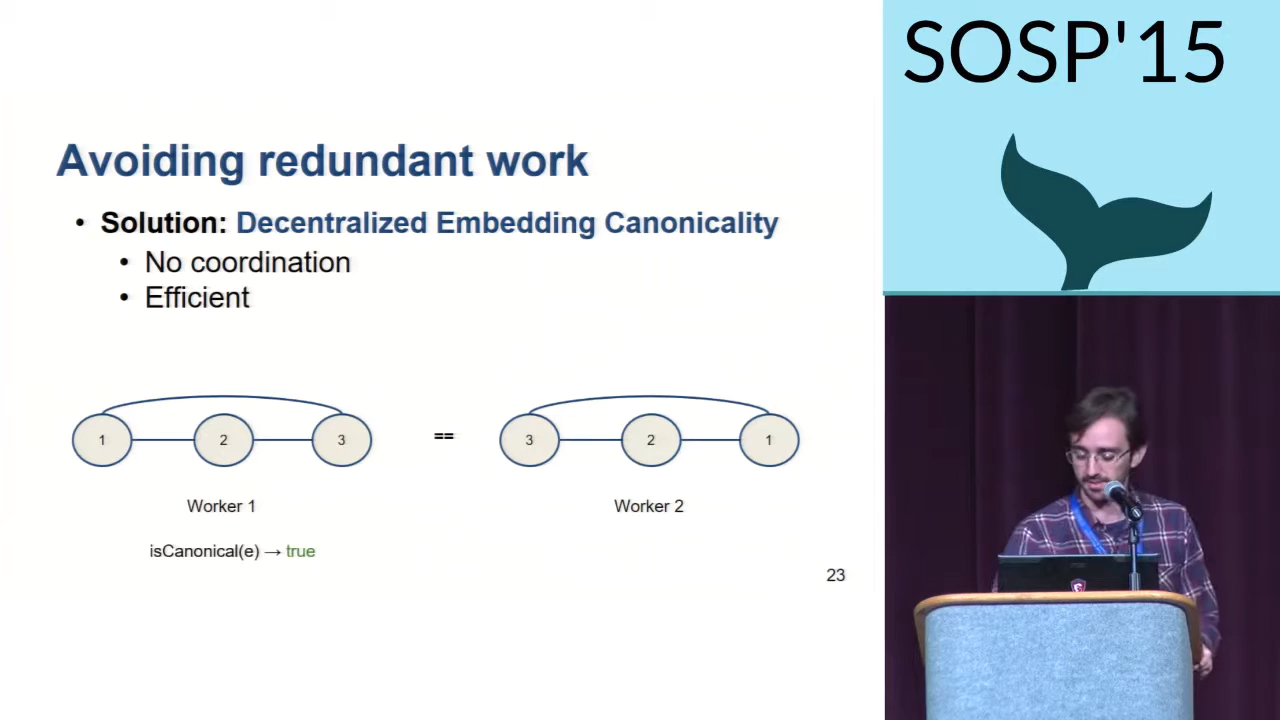 SOSP'15
Avoiding redundant work
• Solution: Decentralized Embedding Canonicality
• No coordination
• Efficient
1 2 3 == 3 2 1
Worker 1 Worker 2
isCanonical(e) → true
23